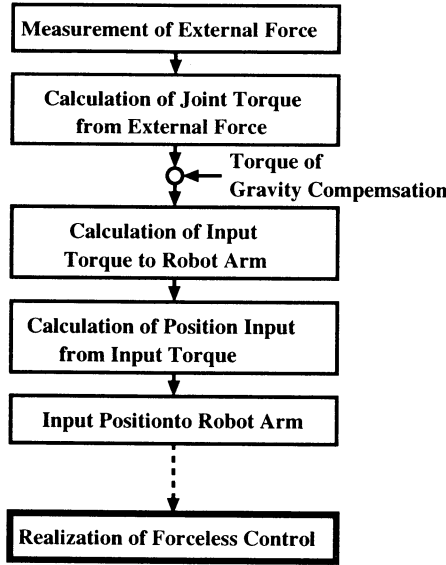 Measurement of External Force
Calculation of Joint Torque
from External Force
Torque of
Gravity Compemsation
Calculation of Input
Torque to Robot Arm
Calculation of Position Input
from Input Torque
Input Positionto Robot Arm
Realization of Forceless Control